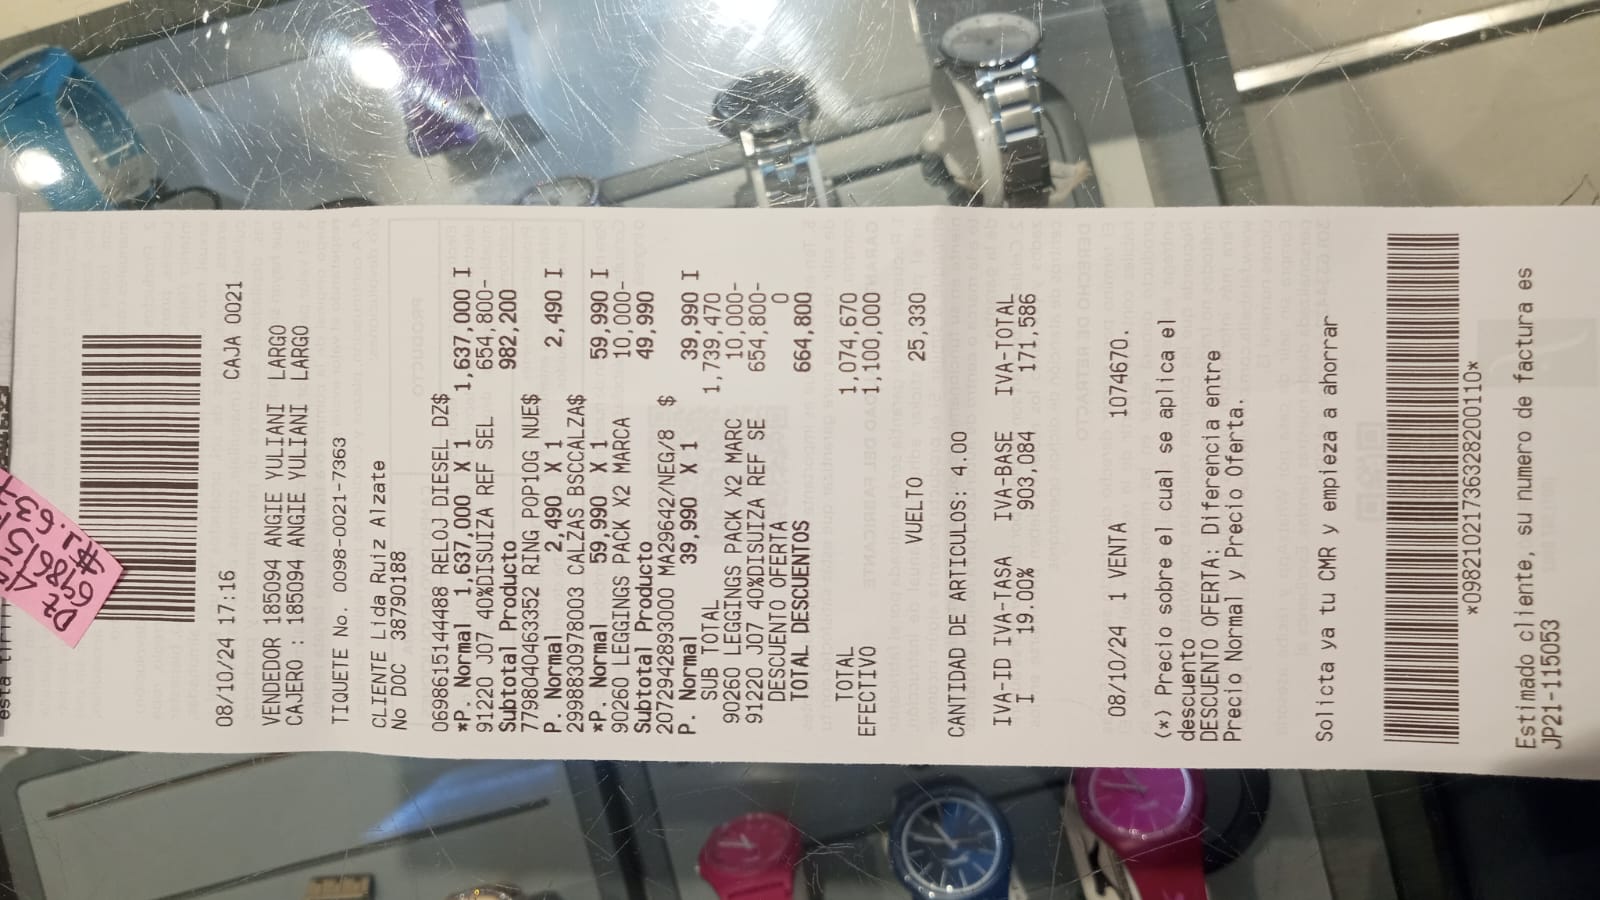 08/10/24 17:16 CAJA 0021
VENDEDOR 185094 ANGIE YULIANI LARGO
CAJERO : 185094 ANGIE YULIANI LARGO
TIQUETE No. 0098-0021-7363
CLIENTE Lida Ruiz Alzate
No DOC 38790188
0698615144488 RELOJ DIESEL DZ$
*P. Normal 1,637,000 X 1 1,637,000 I
91220 J07 40%DISUIZA REF SEL 654,800-
Subtotal Producto 982,200
7798040463352 RING POP10G NUE$
P. Normal 2,490 X 1 2,490 I
2998830978003 CALZAS BSCCALZA$
*P. Normal 59,990 X 1 59,990 I
90260 LEGGINGS PACK X2 MARCA 10,000-
Subtotal Producto 49,990
2072942893000 MA29642/NEG/8 $
P. Normal 39,990 X 1 39,990 I
SUB TOTAL 1,739,470
90260 LEGGINGS PACK X2 MARC 10,000-
91220 J07 40%DISUIZA REF SE 654,800-
DESCUENTO OFERTA 0
TOTAL DESCUENTOS 664,800
TOTAL 1,074,670
EFECTIVO 1,100,000
VUELTO 25,330
CANTIDAD DE ARTICULOS: 4.00
IVA-ID IVA-TASA IVA-BASE IVA-TOTAL
I 19.00% 903,084 171,586
08/10/24 1 VENTA 1074670.
(*) Precio sobre el cual se aplica el
descuento
DESCUENTO OFERTA: Diferencia entre
Precio Normal y Precio Oferta.
Solicta ya tu CMR y empieza a ahorrar
*09821021736328200110*
Estimado cliente, su numero de factura es
JP21-115053